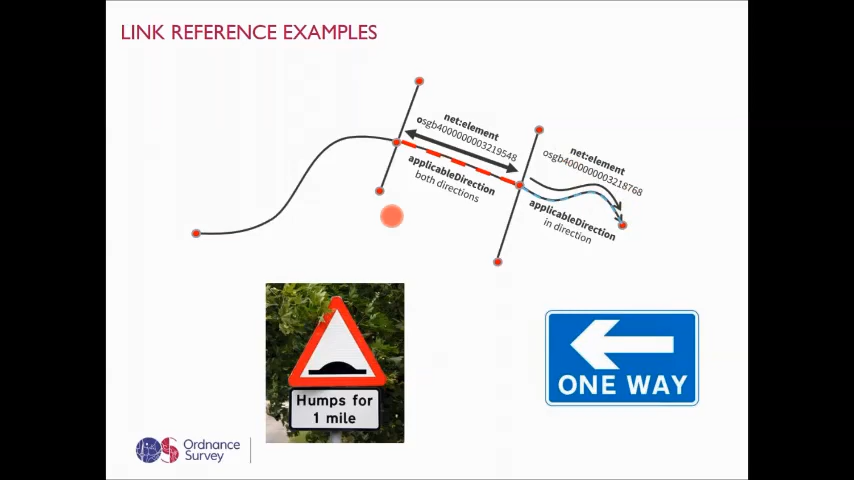 LINK REFERENCE EXAMPLES
net:element
osgb4000000003219548
applicableDirection
both directions
net:element
osgb4000000003218768
applicableDirection
in direction
Humps for
1 mile
ONE WAY
Ordnance
Survey